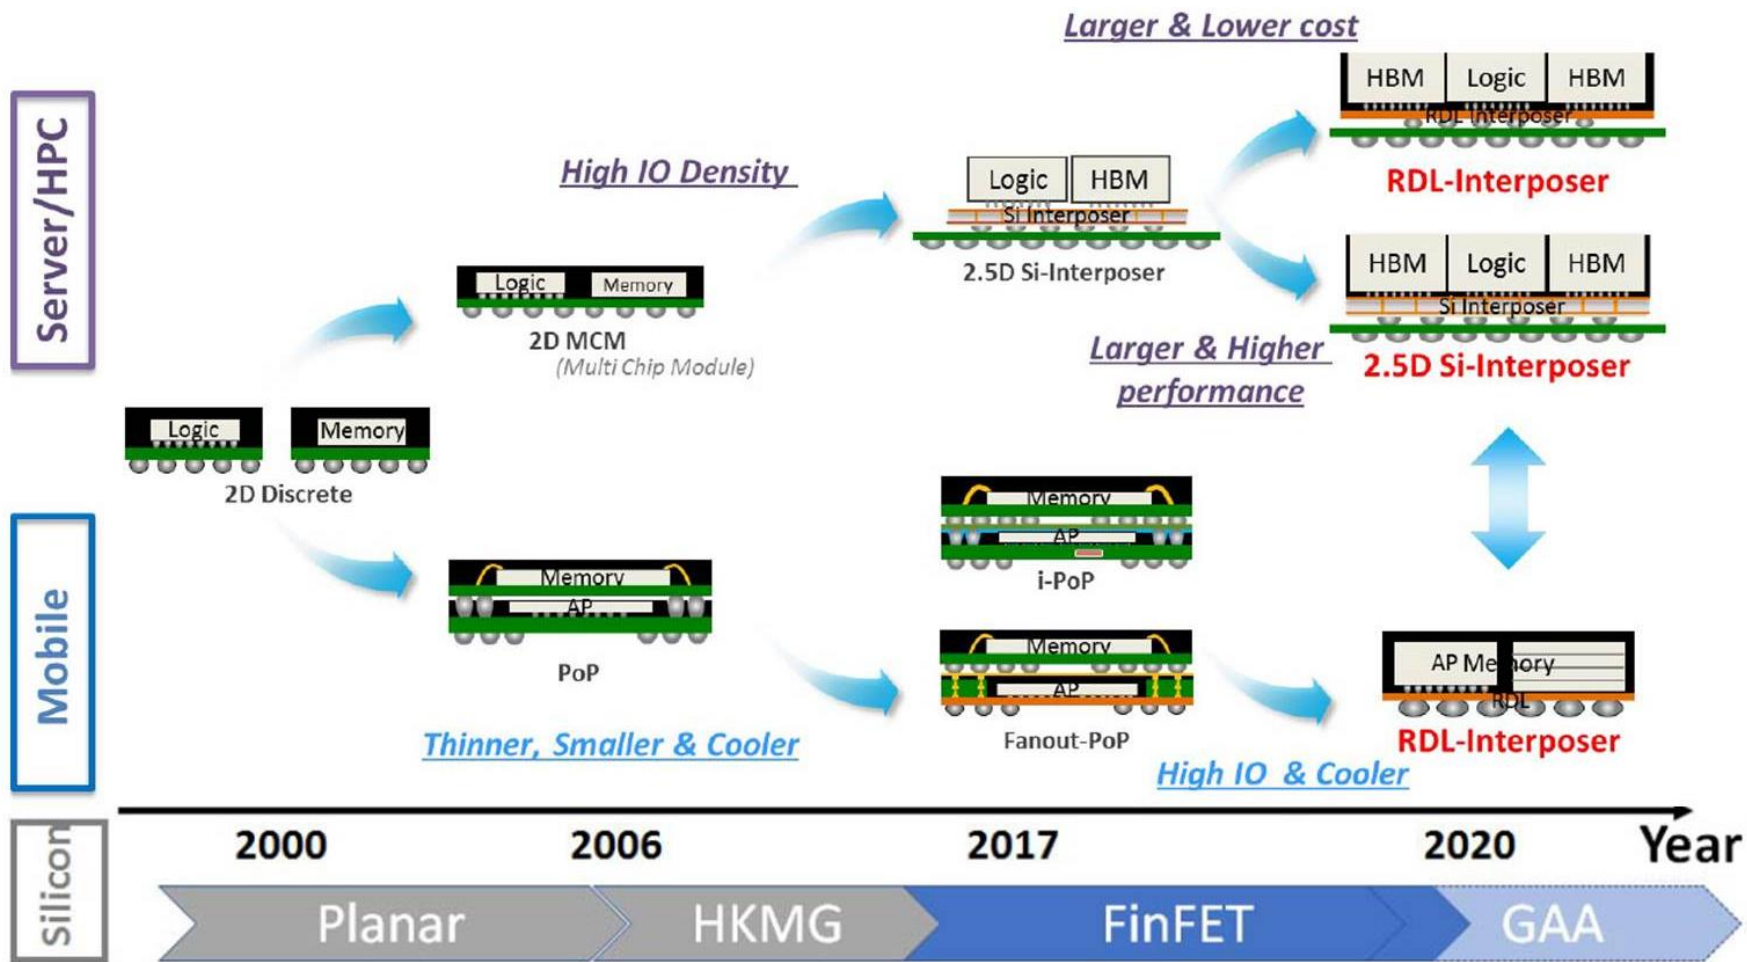 Larger & Lower cost
HBM
Logic
HBM
RDL Interposer
RDL-Interposer
Server/HPC
High IO Density
Logic
HBM
Si Interposer
2.5D Si-Interposer
HBM
Logic
HBM
Si Interposer
2.5D Si-Interposer
Larger & Higher
performance
Logic
Memory
2D MCM
(Multi Chip Module)
Logic
Memory
2D Discrete
Mobile
Memory
AP
PoP
Thinner, Smaller & Cooler
Memory
AP
i-PoP
Memory
AP
Fanout-PoP
High IO & Cooler
AP Memory
RDL
RDL-Interposer
2000
2006
2017
2020
Year
Silicon
Planar
HKMG
FinFET
GAA